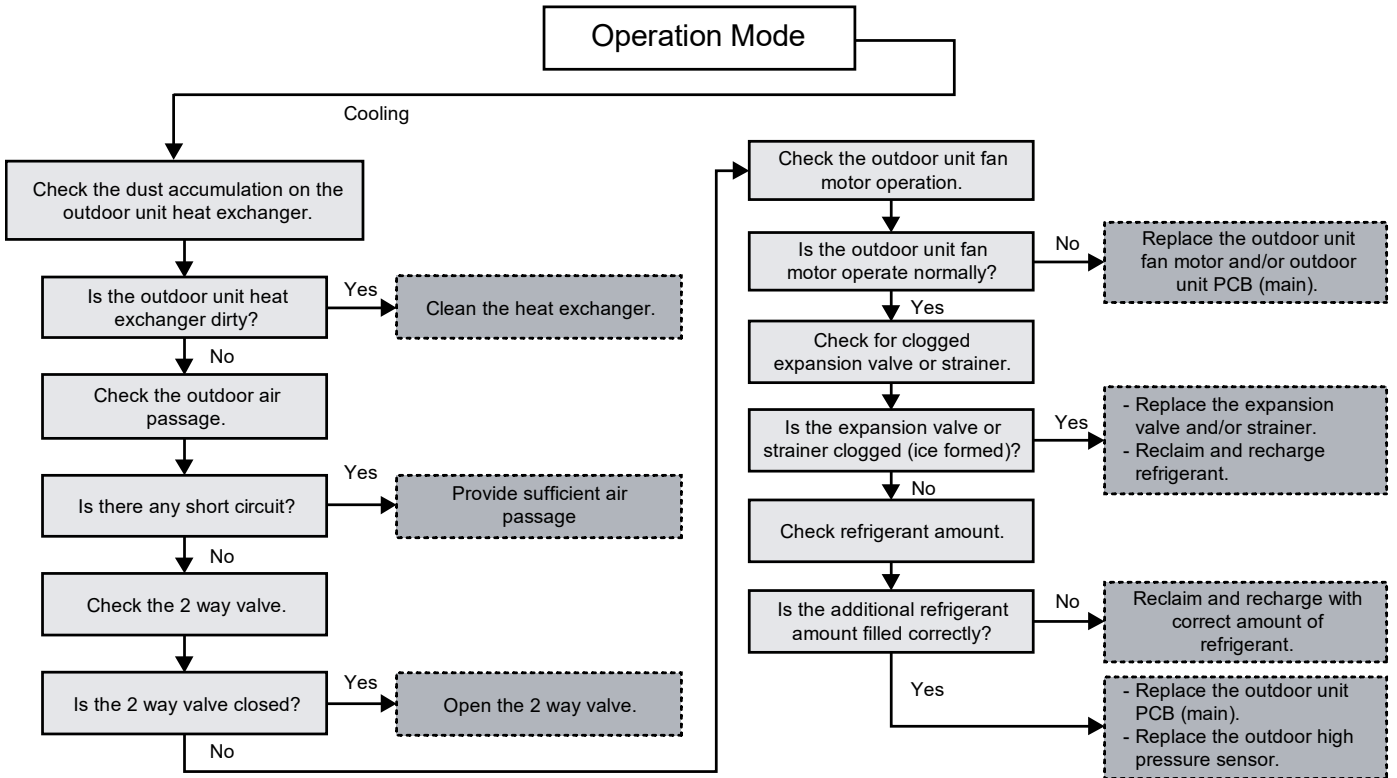 Operation Mode
Cooling
Check the dust accumulation on the
outdoor unit heat exchanger.
Is the outdoor unit heat
exchanger dirty?
Yes
Clean the heat exchanger.
No
Check the outdoor air
passage.
Is there any short circuit?
Yes
Provide sufficient air
passage
No
Check the 2 way valve.
Is the 2 way valve closed?
Yes
Open the 2 way valve.
No
Check the outdoor unit fan
motor operation.
Is the outdoor unit fan
motor operate normally?
No
Replace the outdoor unit
fan motor and/or outdoor
unit PCB (main).
Yes
Check for clogged
expansion valve or strainer.
Is the expansion valve or
strainer clogged (ice formed)?
Yes
- Replace the expansion
valve and/or strainer.
- Reclaim and recharge
refrigerant.
No
Check refrigerant amount.
Is the additional refrigerant
amount filled correctly?
No
Reclaim and recharge with
correct amount of
refrigerant.
Yes
- Replace the outdoor unit
PCB (main).
- Replace the outdoor high
pressure sensor.